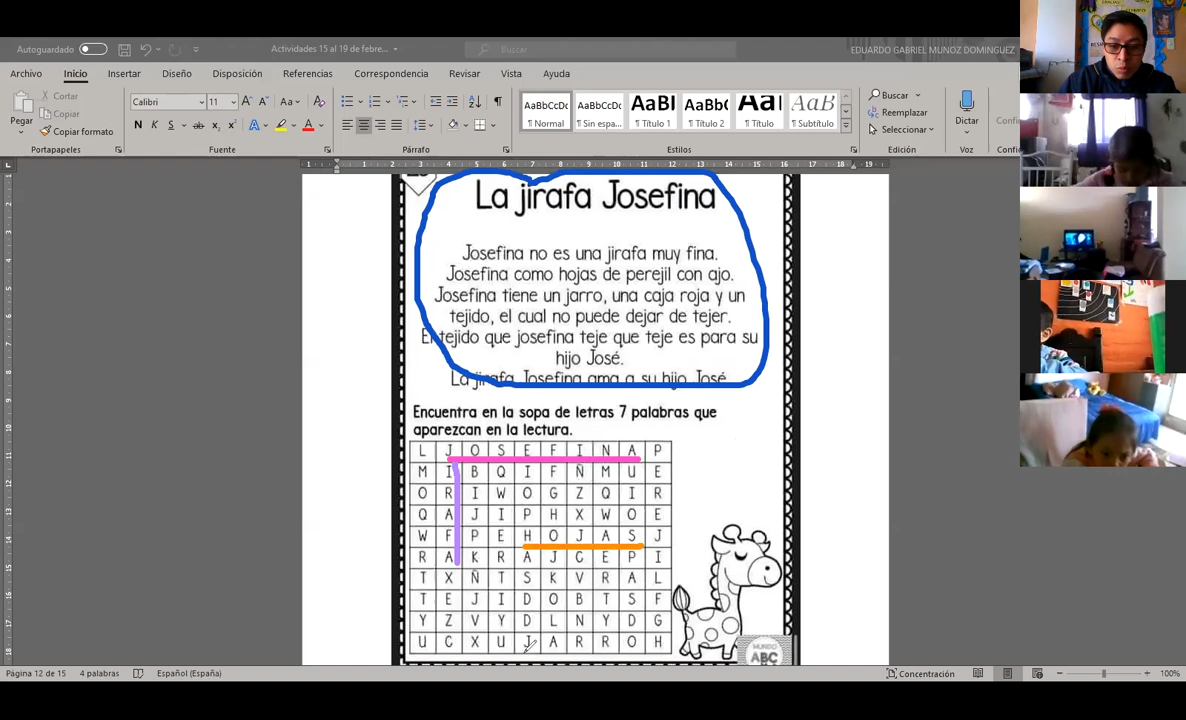 Autoguardado
Actividades 15 al 19 de febre...
Buscar
EDUARDO GABRIEL MUNOZ DOMINGUEZ
Archivo Inicio Insertar Diseño Disposición Referencias Correspondencia Revisar Vista Ayuda
Pegar
Cortar
Copiar
Copiar formato
Portapapeles
Calibri 11
N K S ab x₂ x²
Fuente
Párrafo
AaBbCcDc ¶ Normal
AaBbCcDc ¶ Sin espa...
AaBl ¶ Título 1
AaBbC ¶ Título 2
AaI ¶ Título
AaB ¶ Subtítulo
Estilos
Buscar
Reemplazar
Seleccionar
Edición
Dictar
Voz
La jirafa Josefina
Josefina no es una jirafa muy fina.
Josefina como hojas de perejil con ajo.
Josefina tiene un jarro, una caja roja y un
tejido, el cual no puede dejar de tejer.
El tejido que josefina teje que teje es para su
hijo José.
La jirafa Josefina ama a su hijo José
Encuentra en la sopa de letras 7 palabras que
aparezcan en la lectura.
L J O S E F I N A P
M I B Q I F Ñ M U E
O R I W O G Z Q I R
Q A J I P H X W O E
W F P E H O J A S J
R A K R A J C E P I
T X Ñ T S K V R A L
T E J I D O B T S F
Y Z V Y D L N Y D G
U C X U J A R R O H
MUNDO
ABC
Página 12 de 15 4 palabras Español (España)
Concentración
100%